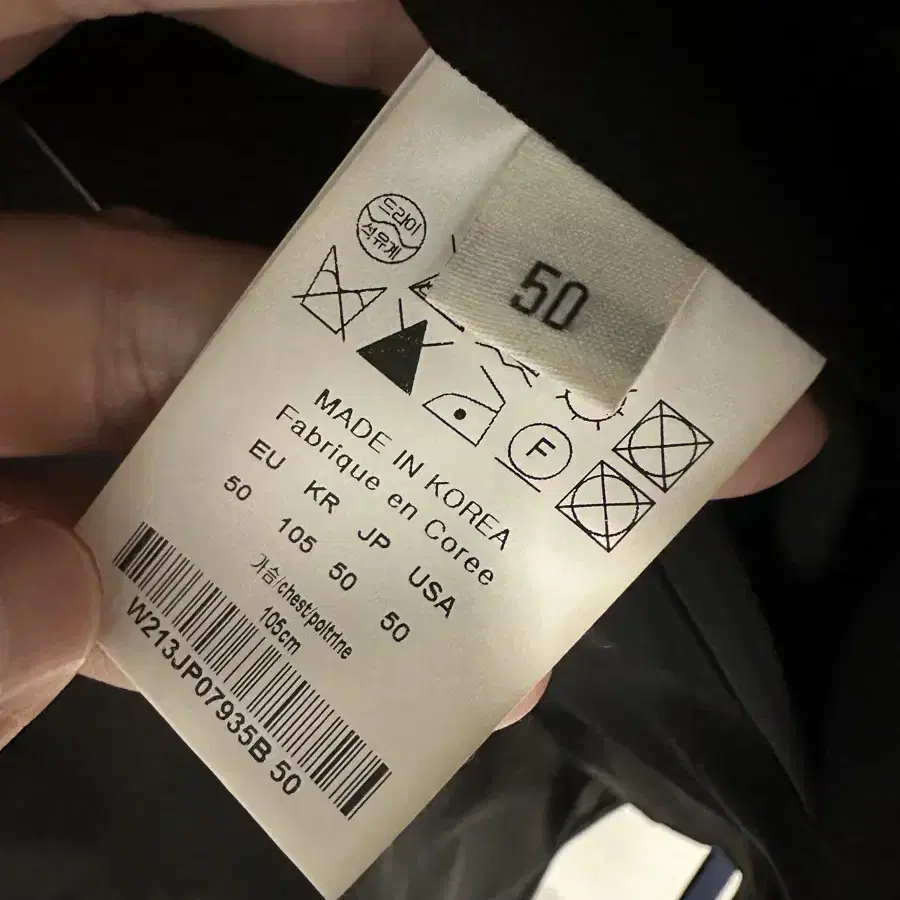 50
드라이
석유계
F
MADE IN KOREA
Fabrique en Coree
EU KR JP USA
50 105 50 50
가슴/chest/poitrine
105cm
W213JP07935B 50